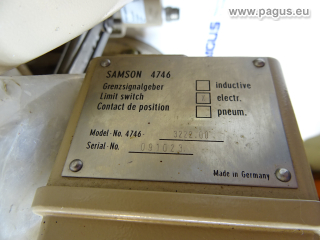 www.pagus.eu
AGUS
SAMSON 4746
Grenzsignalgeber
Limit switch
Contact de position
inductive
electr.
pneum.
Model-No. 4746-
Serial-No.
Made in Germany